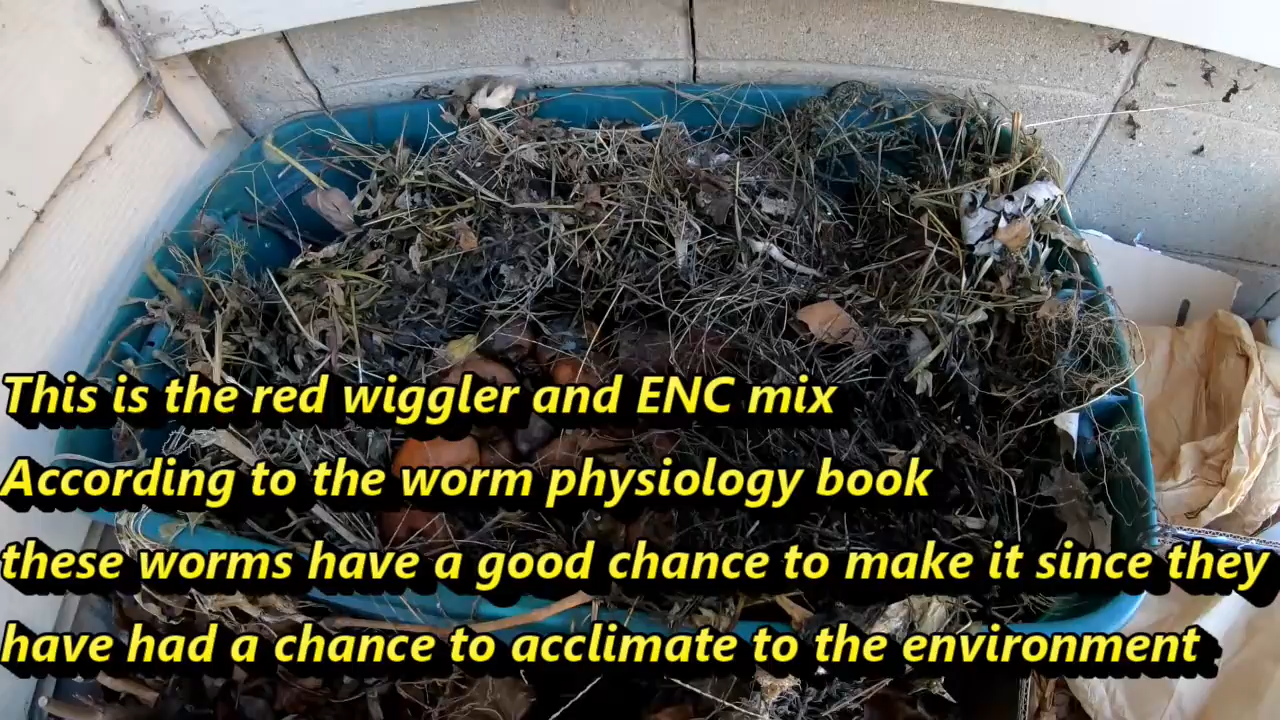 This is the red wiggler and ENC mix
According to the worm physiology book
these worms have a good chance to make it since they
have had a chance to acclimate to the environment